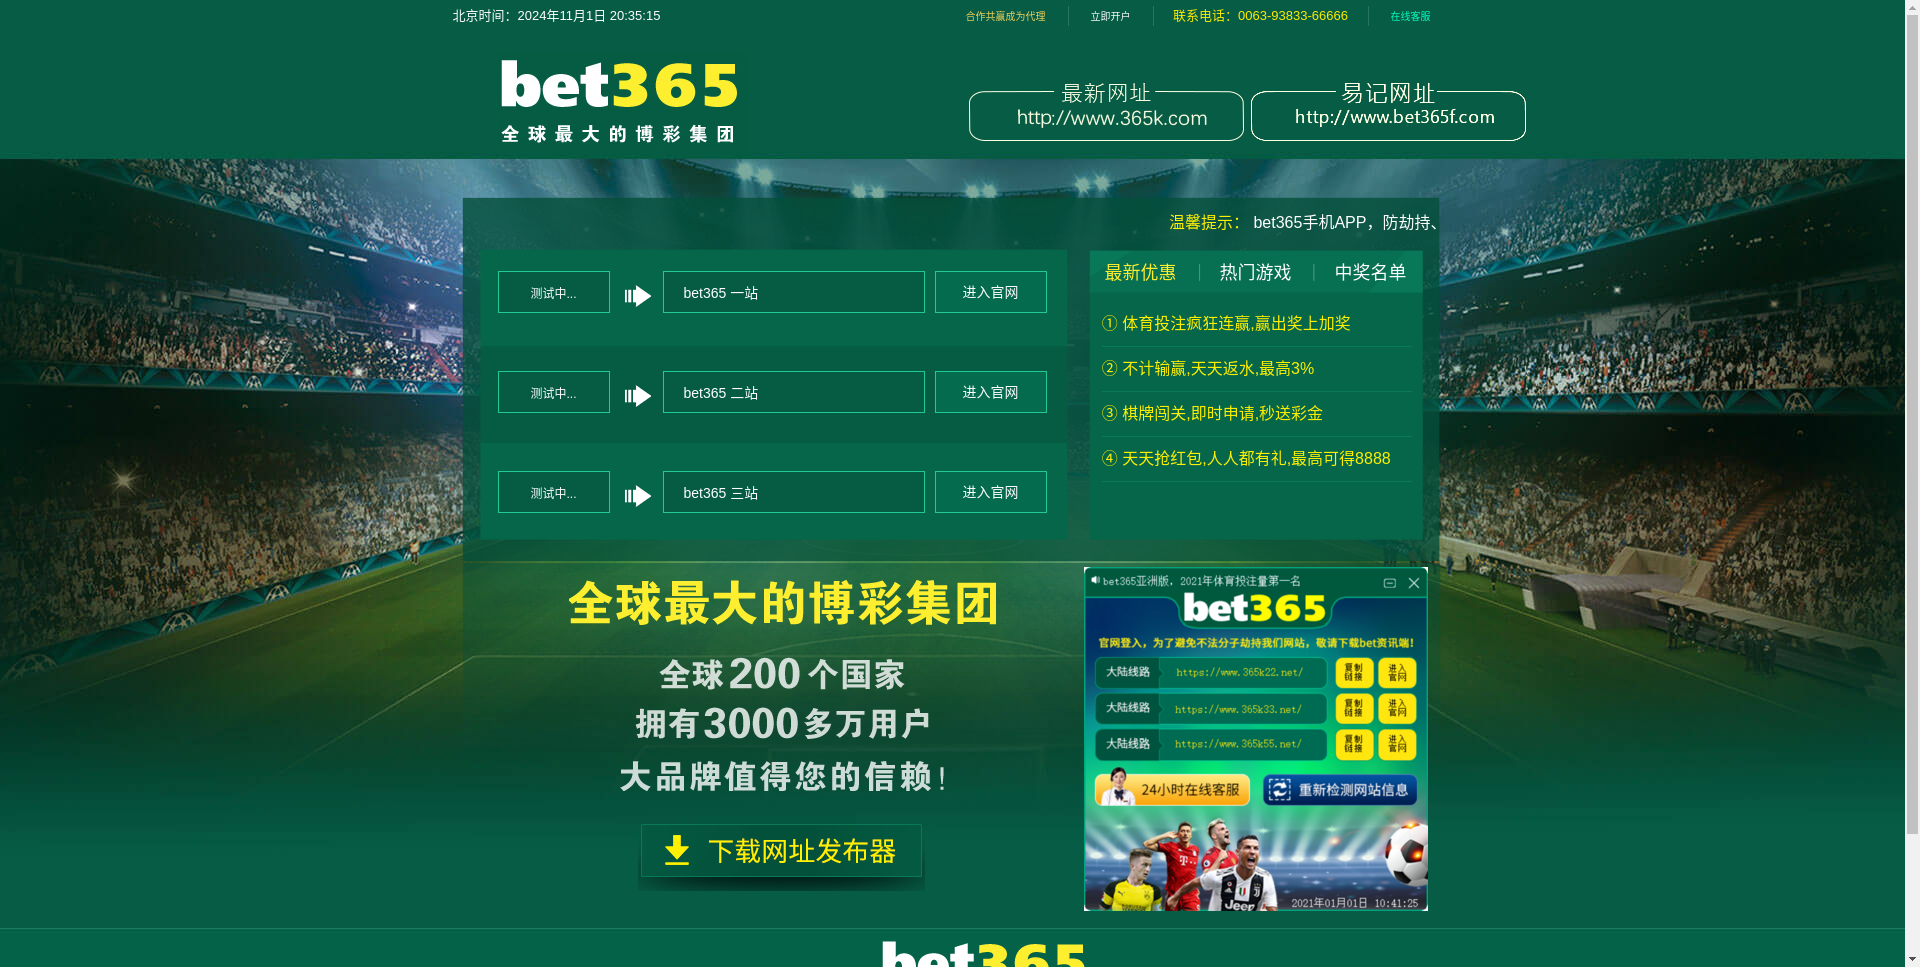 北京时间：2024年11月1日 20:35:15
合作共赢成为代理
立即开户
联系电话：0063-93833-66666
在线客服
bet365
全球最大的博彩集团
最新网址
http://www.365k.com
易记网址
http://www.bet365f.com
温馨提示： bet365手机APP，防劫持、
测试中...
bet365 一站
进入官网
测试中...
bet365 二站
进入官网
测试中...
bet365 三站
进入官网
最新优惠
热门游戏
中奖名单
① 体育投注疯狂连赢,赢出奖上加奖
② 不计输赢,天天返水,最高3%
③ 棋牌闯关,即时申请,秒送彩金
④ 天天抢红包,人人都有礼,最高可得8888
全球最大的博彩集团
全球200个国家
拥有3000多万用户
大品牌值得您的信赖！
下载网址发布器
bet365亚洲版，2021年体育投注量第一名
bet365
官网登入，为了避免不法分子劫持我们网站，敬请下载bet资讯端！
大陆线路
https://www.365k22.net/
复制链接
进入官网
大陆线路
https://www.365k33.net/
复制链接
进入官网
大陆线路
https://www.365k55.net/
复制链接
进入官网
24小时在线客服
重新检测网站信息
Jeep
2021年01月01日 10:41:25
bet365